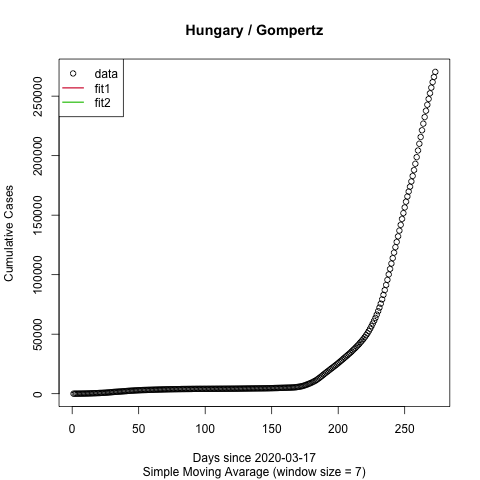 Hungary / Gompertz
data
fit1
fit2
Cumulative Cases
0
50000
100000
150000
200000
250000
0 50 100 150 200 250
Days since 2020-03-17
Simple Moving Avarage (window size = 7)